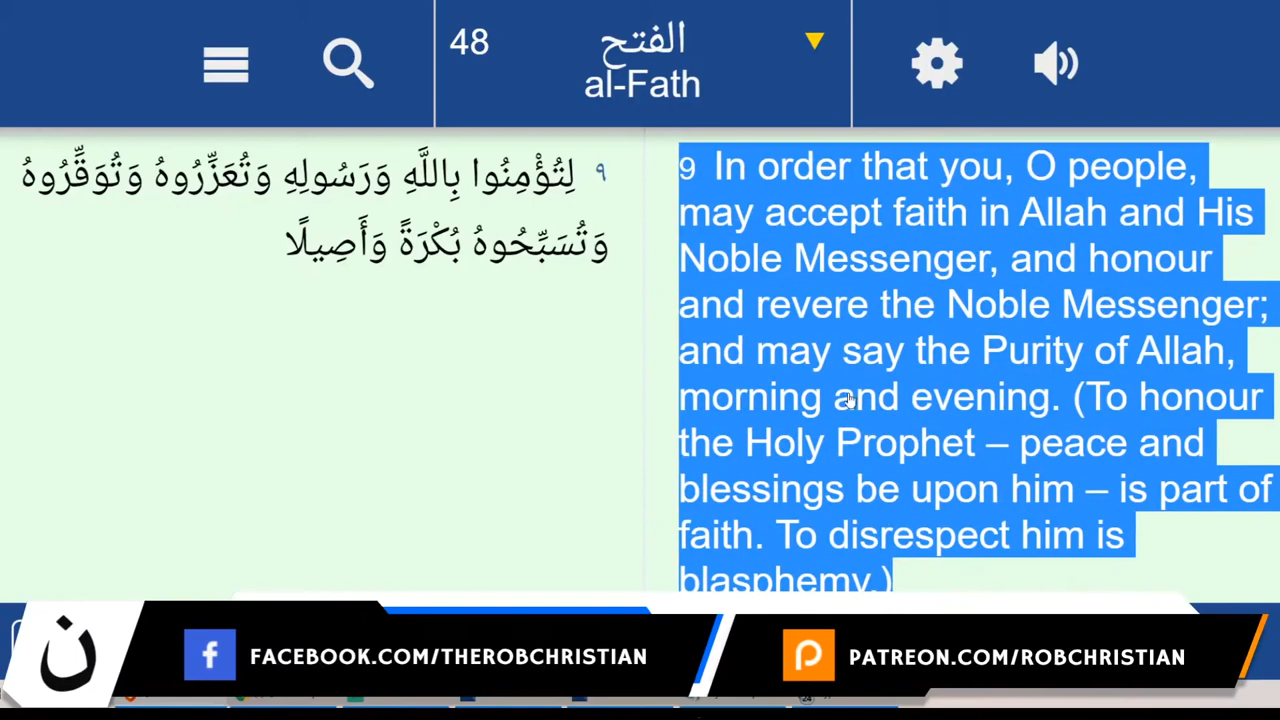 48
الفتح
al-Fath
٩ لِتُؤْمِنُوا بِاللَّهِ وَرَسُولِهِ وَتُعَزِّرُوهُ وَتُوَقِّرُوهُ
وَتُسَبِّحُوهُ بُكْرَةً وَأَصِيلًا
9 In order that you, O people,
may accept faith in Allah and His
Noble Messenger, and honour
and revere the Noble Messenger;
and may say the Purity of Allah,
morning and evening. (To honour
the Holy Prophet – peace and
blessings be upon him – is part of
faith. To disrespect him is
blasphemy.)
ن
f
FACEBOOK.COM/THEROBCHRISTIAN
PATREON.COM/ROBCHRISTIAN
24